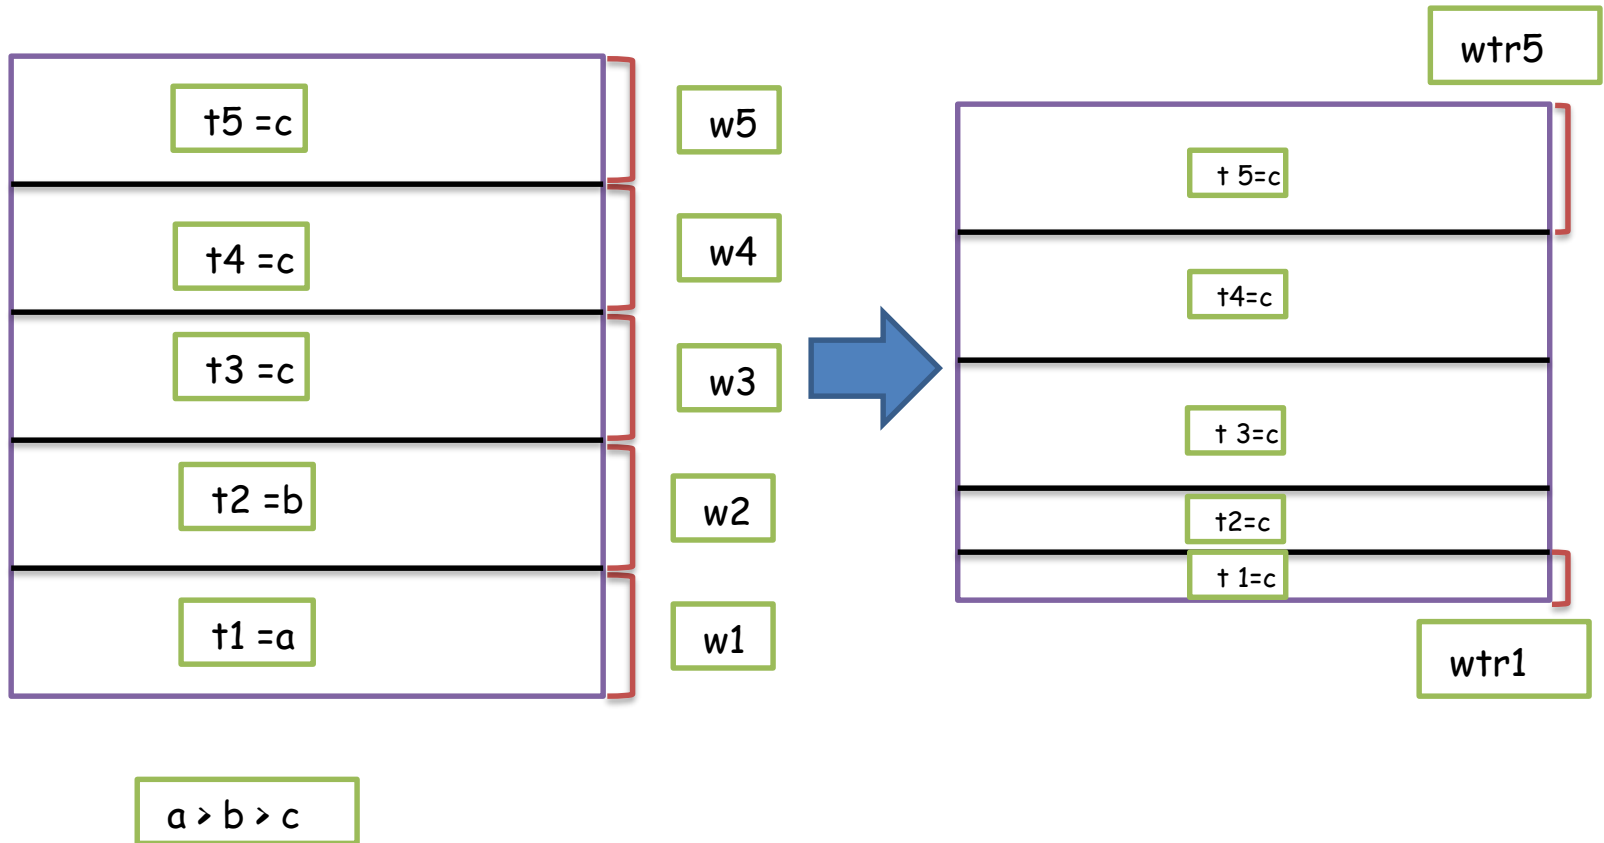 t5 =c
w5
t4 =c
w4
t3 =c
w3
t2 =b
w2
t1 =a
w1
a > b > c
wtr5
t 5=c
t4=c
t 3=c
t2=c
t 1=c
wtr1